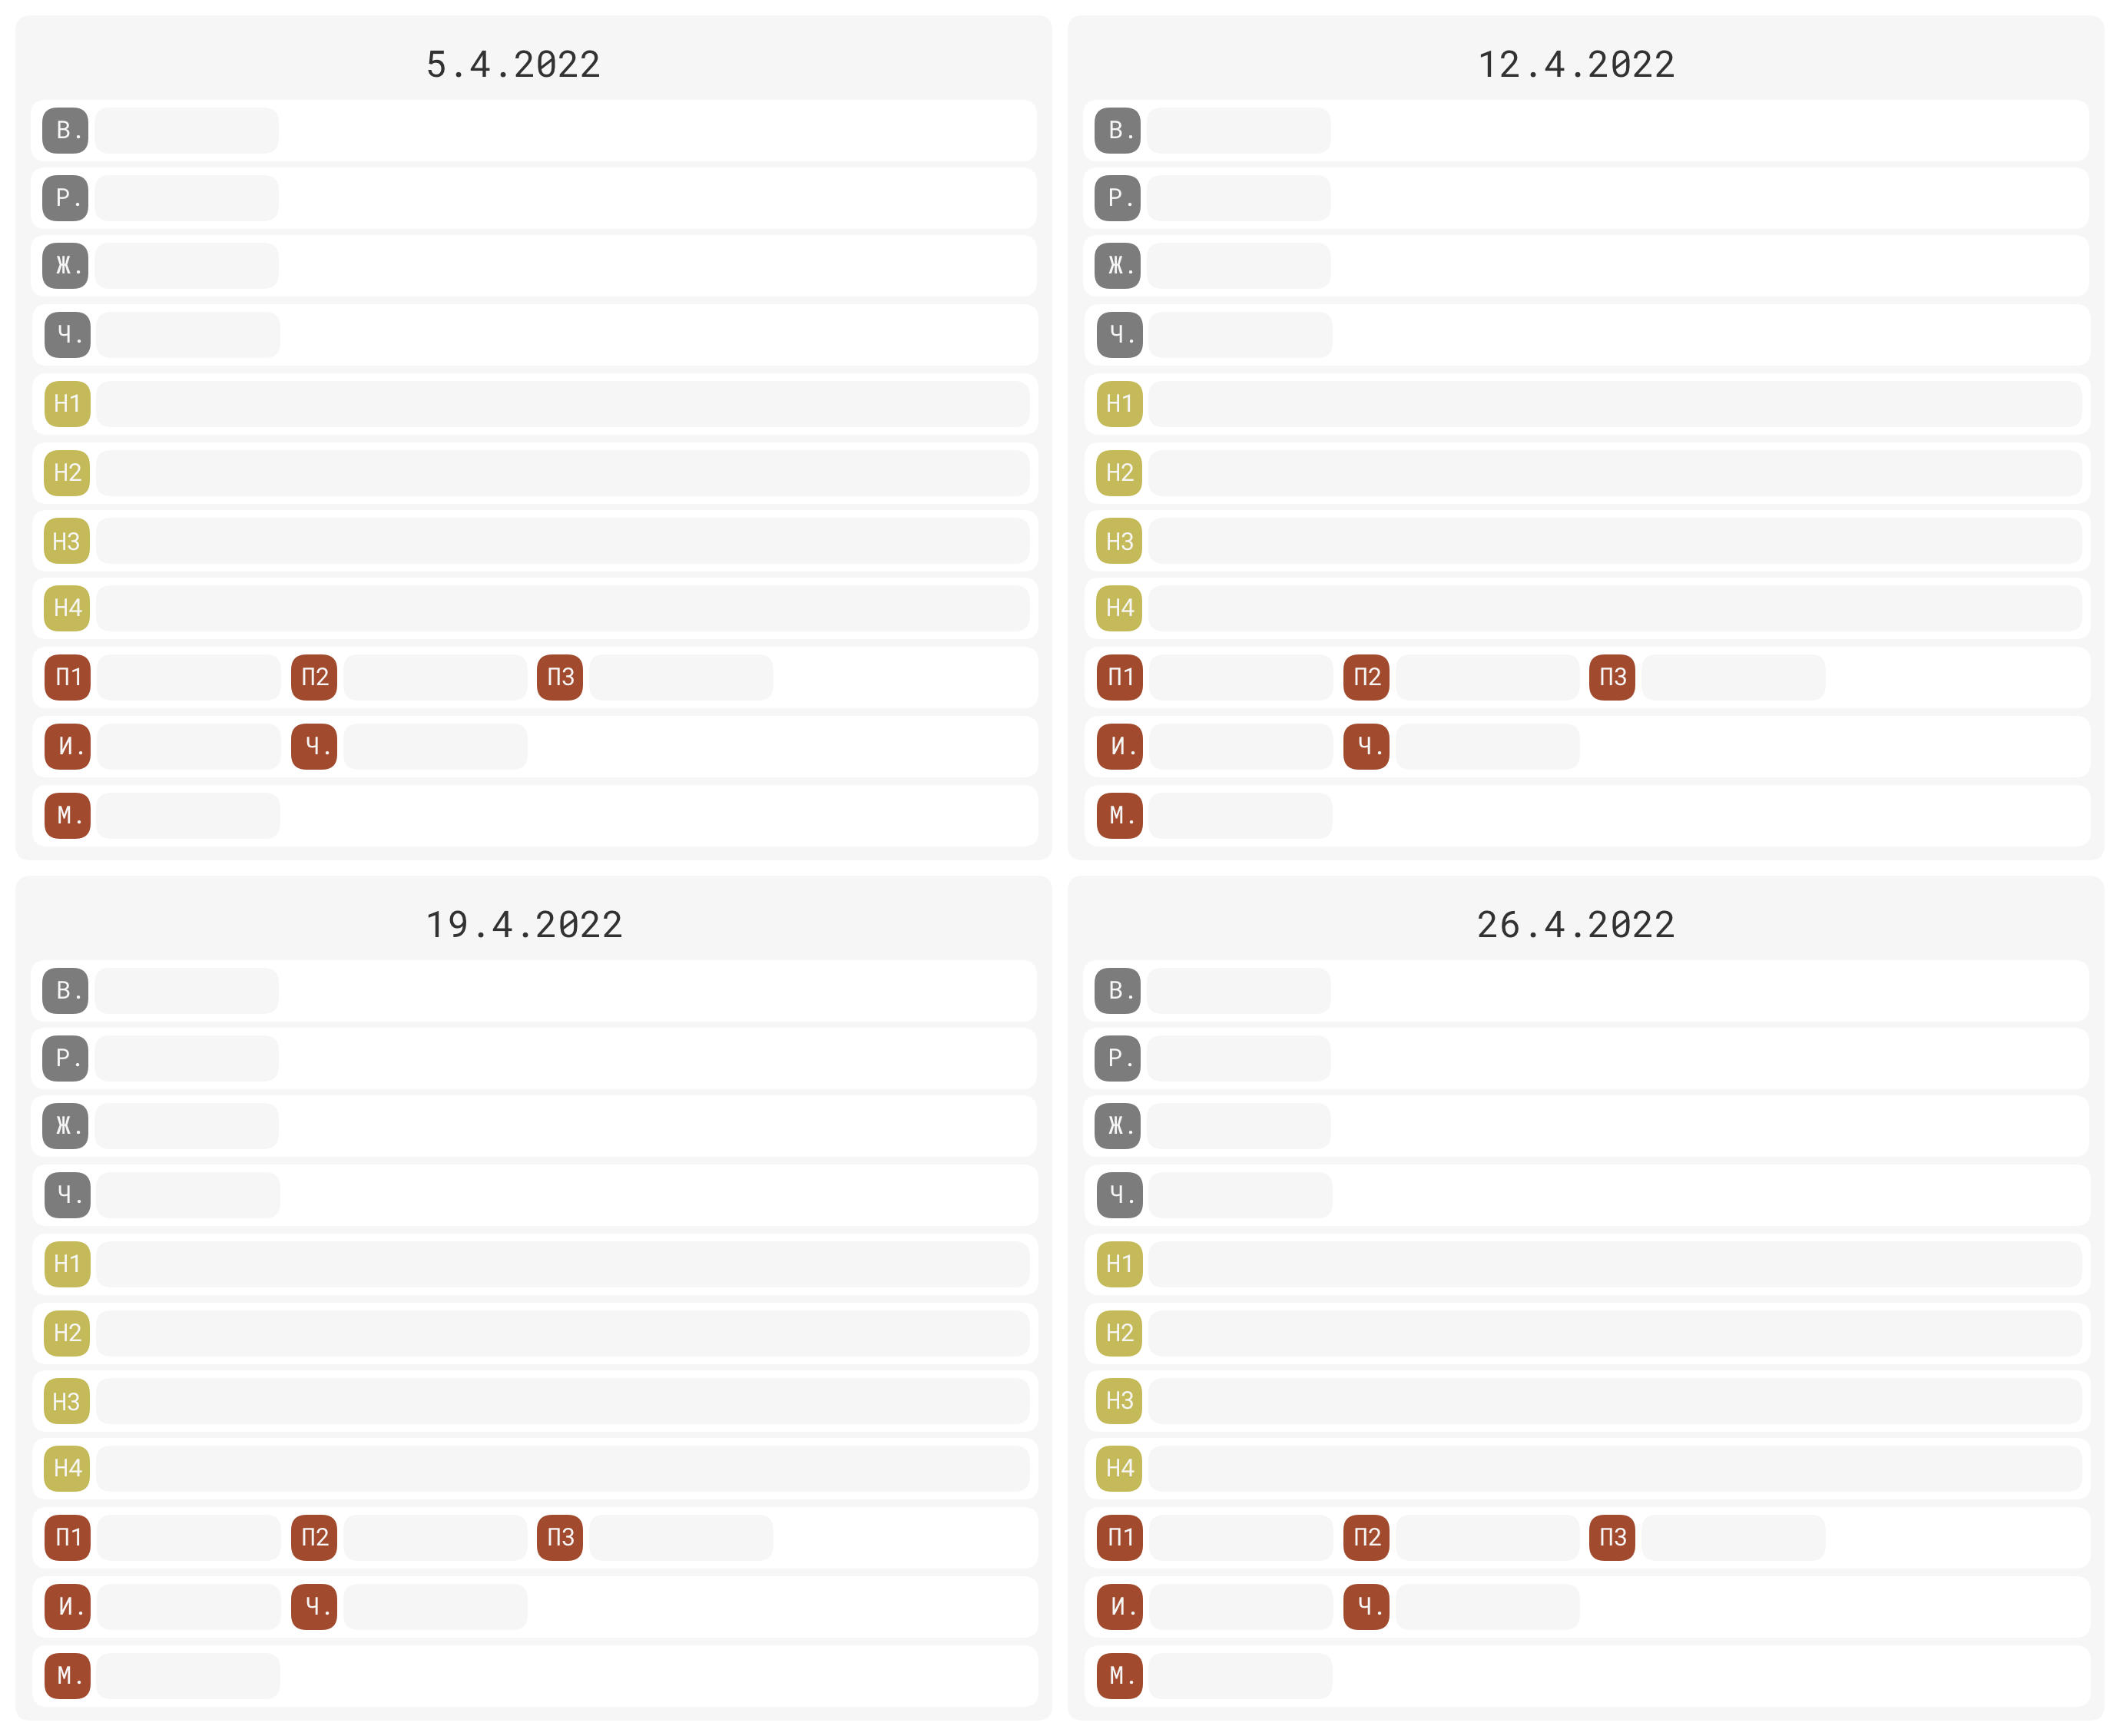 5.4.2022
В.
Р.
Ж.
Ч.
Н1
Н2
Н3
Н4
П1 П2 П3
И. Ч.
М.
12.4.2022
В.
Р.
Ж.
Ч.
Н1
Н2
Н3
Н4
П1 П2 П3
И. Ч.
М.
19.4.2022
В.
Р.
Ж.
Ч.
Н1
Н2
Н3
Н4
П1 П2 П3
И. Ч.
М.
26.4.2022
В.
Р.
Ж.
Ч.
Н1
Н2
Н3
Н4
П1 П2 П3
И. Ч.
М.